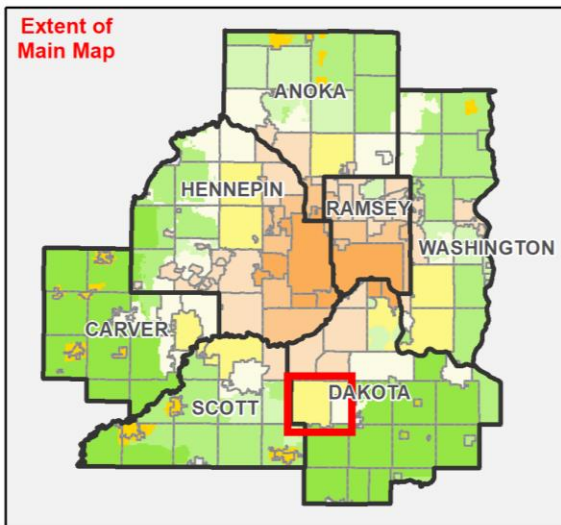 Extent of
Main Map
ANOKA
HENNEPIN
RAMSEY
WASHINGTON
CARVER
SCOTT
DAKOTA